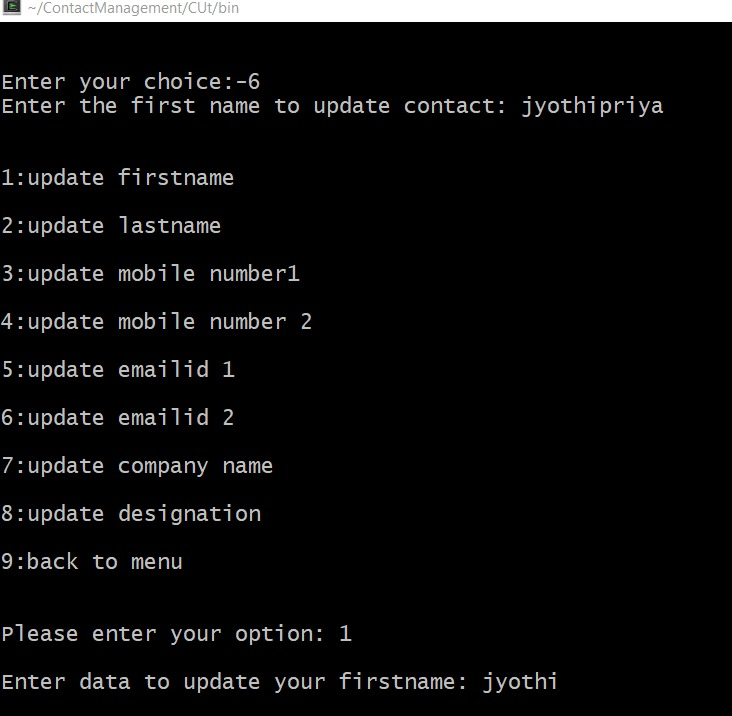 ~/ContactManagement/CUt/bin
Enter your choice:-6
Enter the first name to update contact: jyothipriya
1:update firstname
2:update lastname
3:update mobile number1
4:update mobile number 2
5:update emailid 1
6:update emailid 2
7:update company name
8:update designation
9:back to menu
Please enter your option: 1
Enter data to update your firstname: jyothi